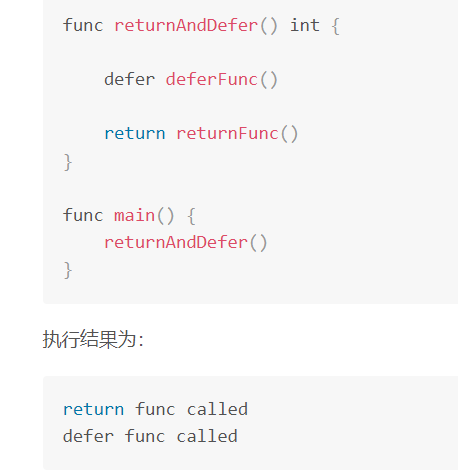 func returnAndDefer() int {
defer deferFunc()
return returnFunc()
}
func main() {
returnAndDefer()
}
执行结果为:
return func called
defer func called